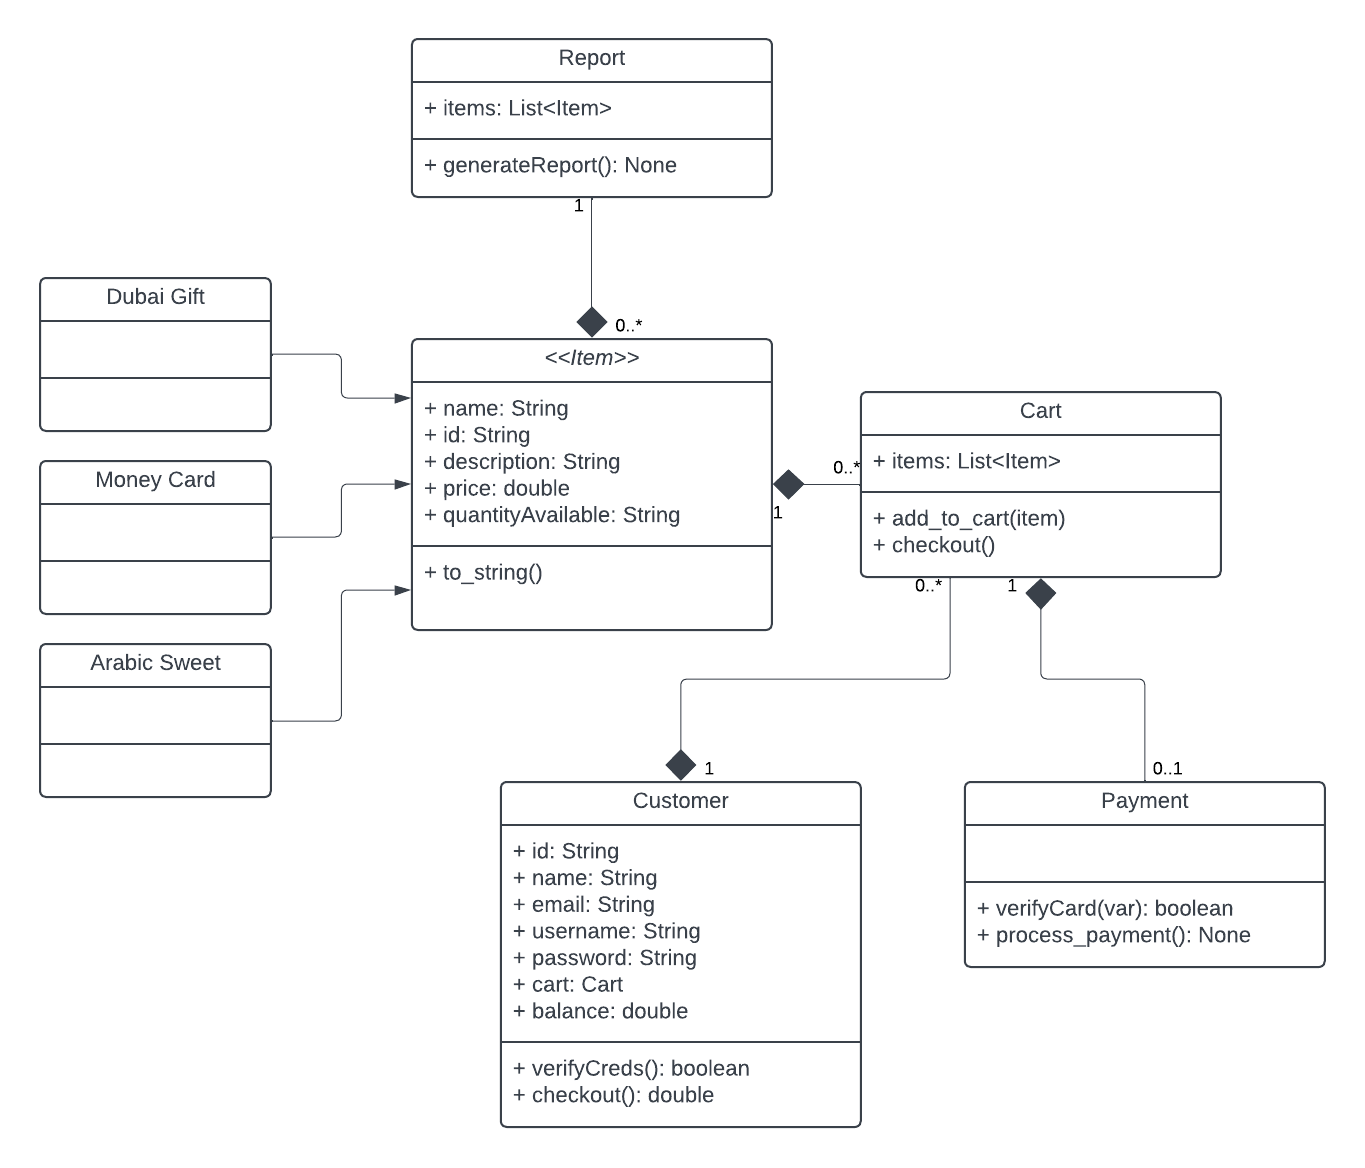 Report
+ items: List<Item>
+ generateReport(): None
1
0..*
Dubai Gift
Money Card
Arabic Sweet
<<Item>>
+ name: String
+ id: String
+ description: String
+ price: double
+ quantityAvailable: String
+ to_string()
0..*
1
Cart
+ items: List<Item>
+ add_to_cart(item)
+ checkout()
0..*
1
1
0..1
Customer
+ id: String
+ name: String
+ email: String
+ username: String
+ password: String
+ cart: Cart
+ balance: double
+ verifyCreds(): boolean
+ checkout(): double
Payment
+ verifyCard(var): boolean
+ process_payment(): None